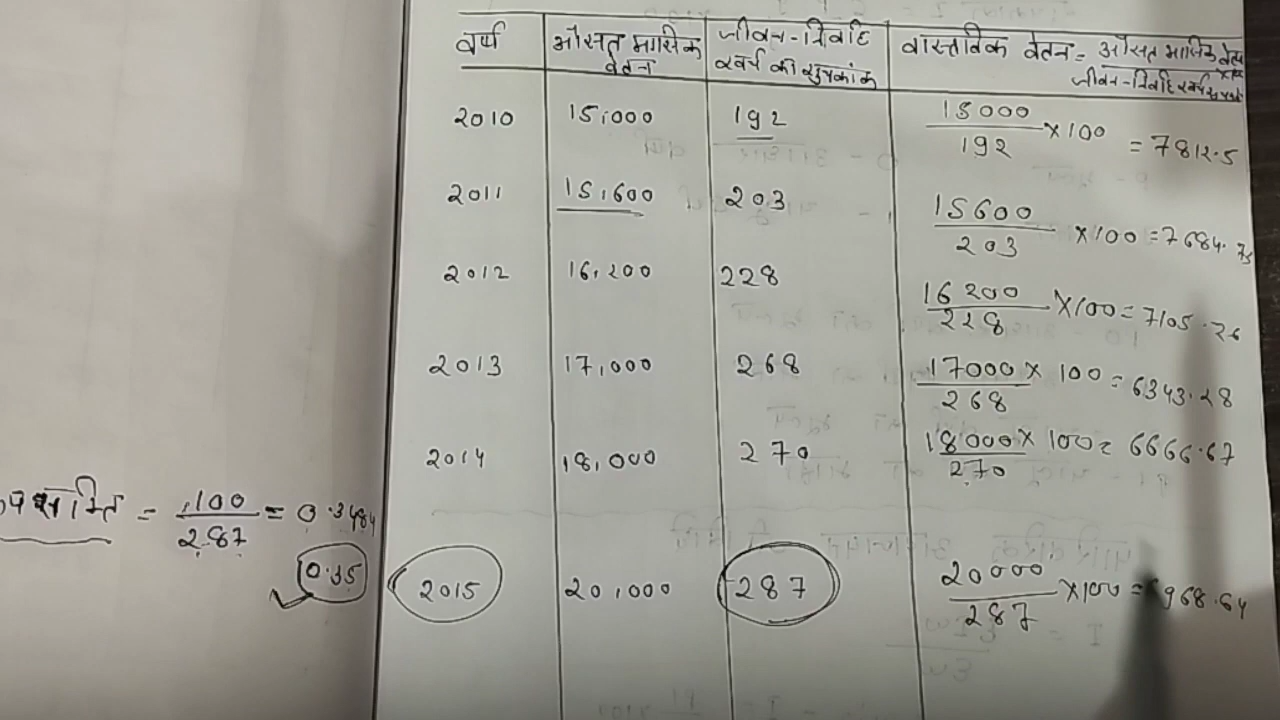 वर्ष औसत मासिक वेतन जीवन-निर्वाह खर्च का सूचकांक वास्तविक वेतन = औसत मासिक वेतन / जीवन-निर्वाह खर्च
2010 15,000 192 15000/192 ×100 = 7812.5
2011 15,600 203 15600/203 ×100 = 7684.73
2012 16,200 228 16200/228 ×100 = 7105.26
2013 17,000 268 17000/268 × 100 = 6343.28
2014 18,000 270 18000/270 × 100 = 6666.67
= 100/287 = 0.3484
0.35
2015 20,000 287 20000/287 ×100 = 6968.64